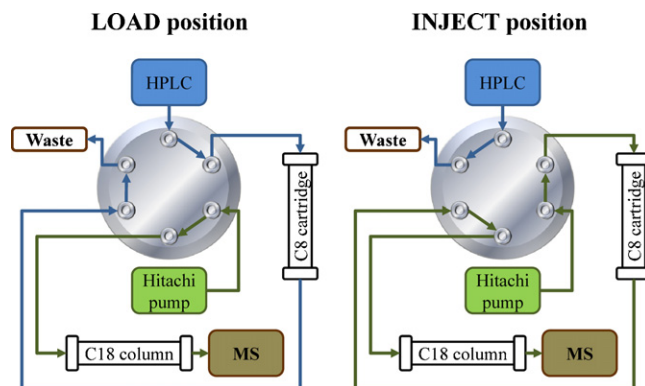 LOAD position
HPLC
Waste
C8 cartridge
Hitachi
pump
C18 column
MS
INJECT position
HPLC
Waste
C8 cartridge
Hitachi
pump
C18 column
MS